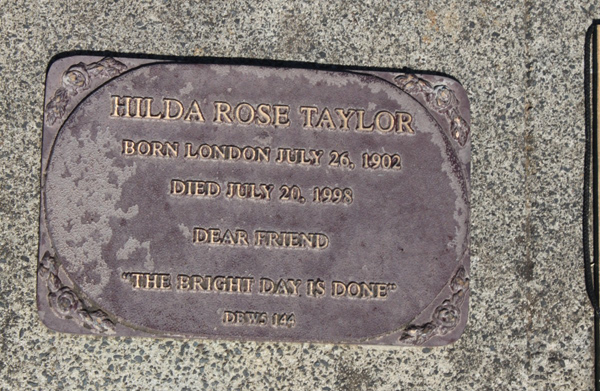 HILDA ROSE TAYLOR
BORN LONDON JULY 26, 1902
DIED JULY 20, 1998
DEAR FRIEND
"THE BRIGHT DAY IS DONE"
DBWS 144